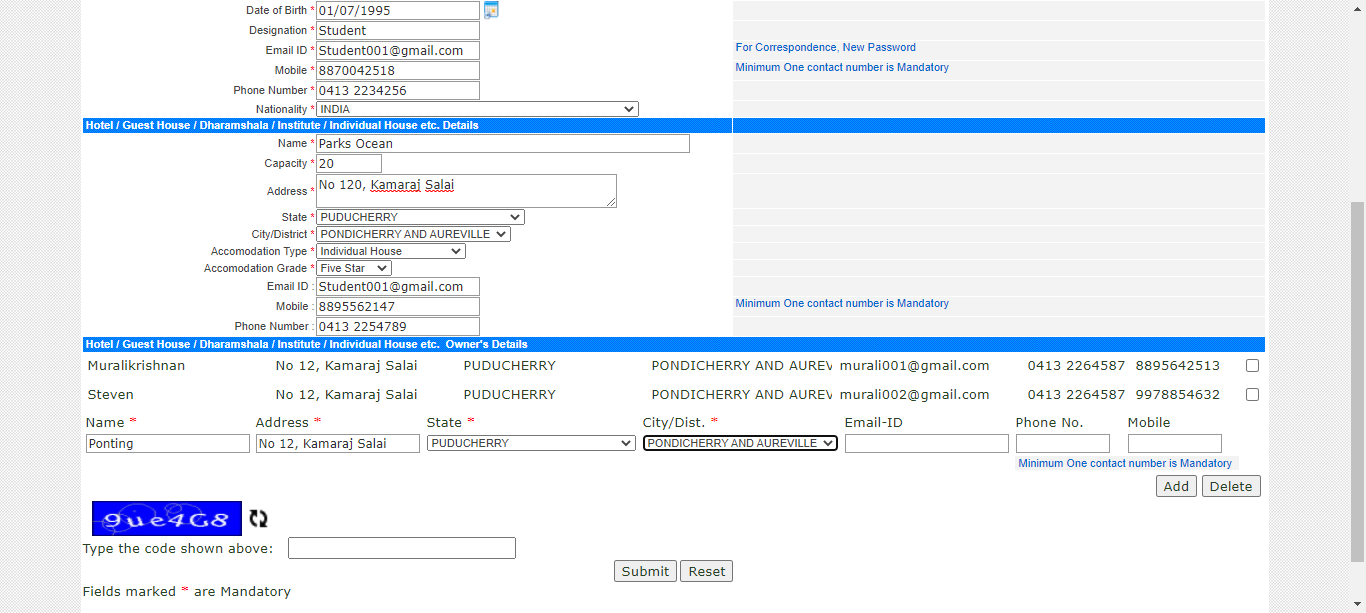 Date of Birth * 01/07/1995
Designation * Student
Email ID * Student001@gmail.com For Correspondence, New Password
Mobile * 8870042518 Minimum One contact number is Mandatory
Phone Number * 0413 2234256
Nationality * INDIA
Hotel / Guest House / Dharamshala / Institute / Individual House etc. Details
Name * Parks Ocean
Capacity * 20
Address * No 120, Kamaraj Salai
State * PUDUCHERRY
City/District * PONDICHERRY AND AUREVILLE
Accomodation Type * Individual House
Accomodation Grade * Five Star
Email ID : Student001@gmail.com
Mobile : 8895562147 Minimum One contact number is Mandatory
Phone Number : 0413 2254789
Hotel / Guest House / Dharamshala / Institute / Individual House etc. Owner's Details
Muralikrishnan No 12, Kamaraj Salai PUDUCHERRY PONDICHERRY AND AUREV murali001@gmail.com 0413 2264587 8895642513
Steven No 12, Kamaraj Salai PUDUCHERRY PONDICHERRY AND AUREV murali002@gmail.com 0413 2264587 9978854632
Name * Address * State * City/Dist. * Email-ID Phone No. Mobile
Ponting No 12, Kamaraj Salai PUDUCHERRY PONDICHERRY AND AUREVILLE
Minimum One contact number is Mandatory
Add Delete
9ue4G8
Type the code shown above:
Submit Reset
Fields marked * are Mandatory